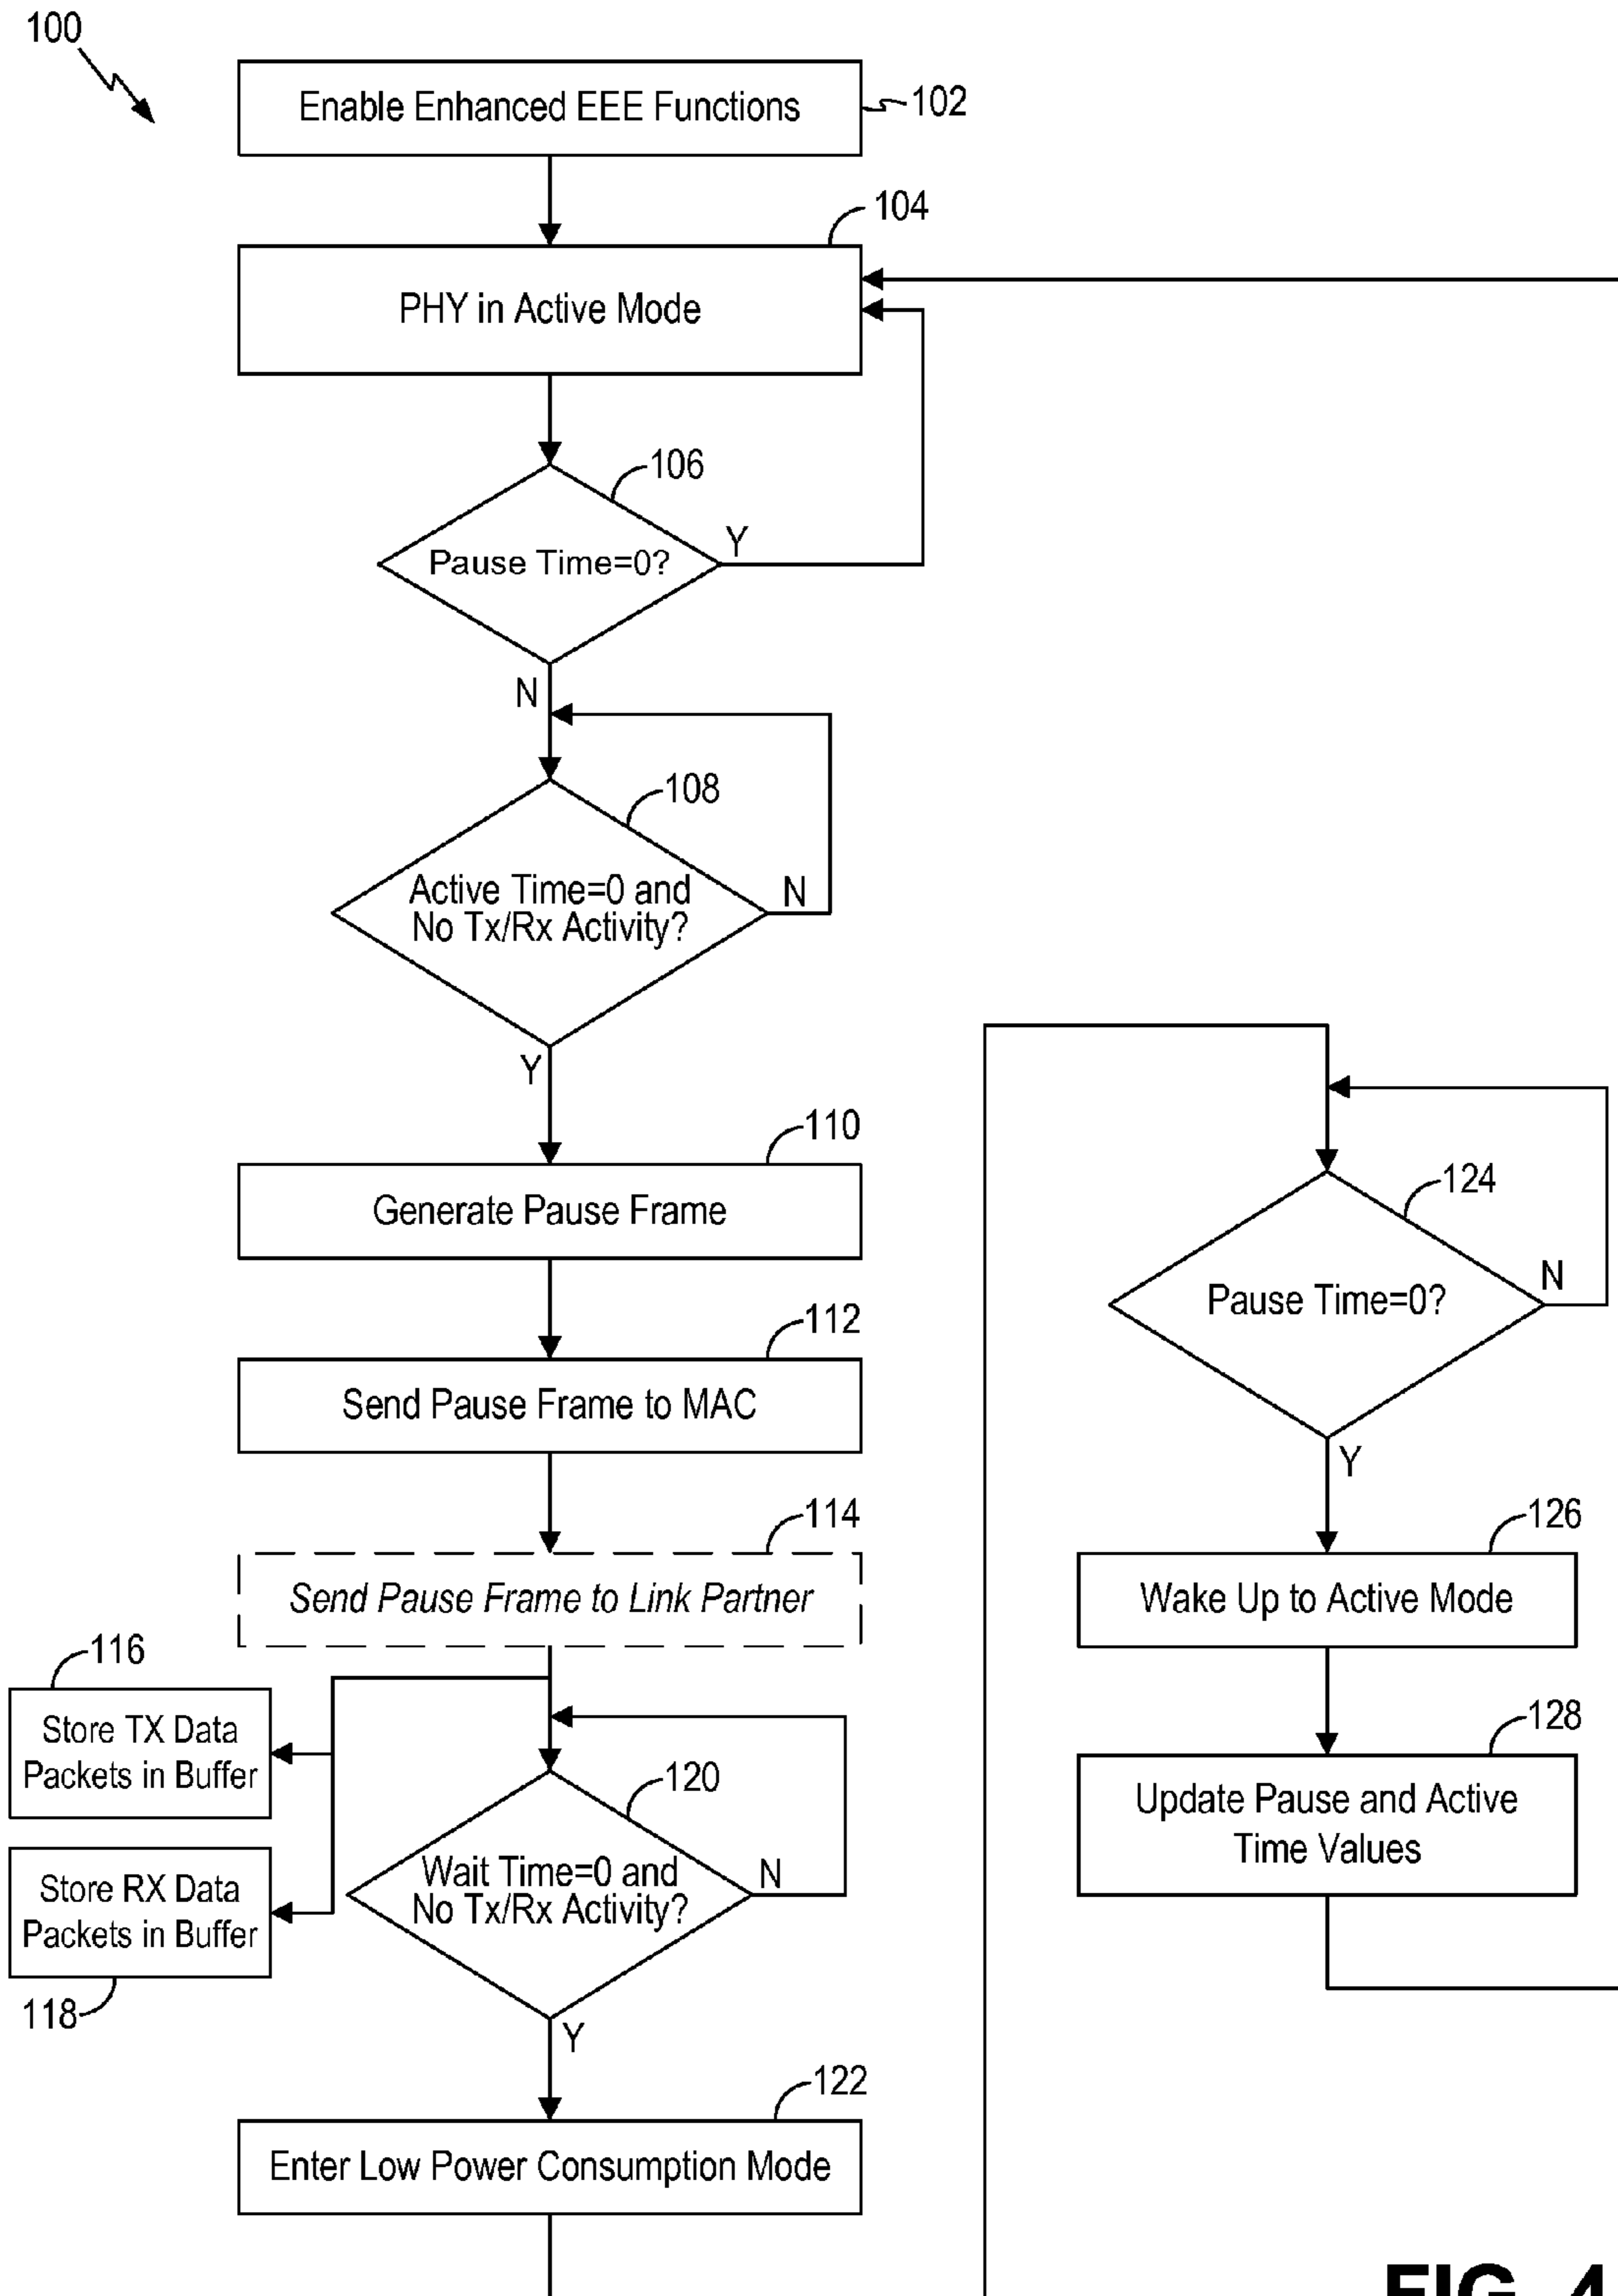 100
Enable Enhanced EEE Functions
102
104
PHY in Active Mode
106
Pause Time=0?
Y
N
108
Active Time=0 and
No Tx/Rx Activity?
N
Y
110
Generate Pause Frame
112
Send Pause Frame to MAC
114
Send Pause Frame to Link Partner
116
Store TX Data
Packets in Buffer
Store RX Data
Packets in Buffer
118
120
Wait Time=0 and
No Tx/Rx Activity?
N
Y
122
Enter Low Power Consumption Mode
124
Pause Time=0?
N
Y
126
Wake Up to Active Mode
128
Update Pause and Active
Time Values
FIG. 4